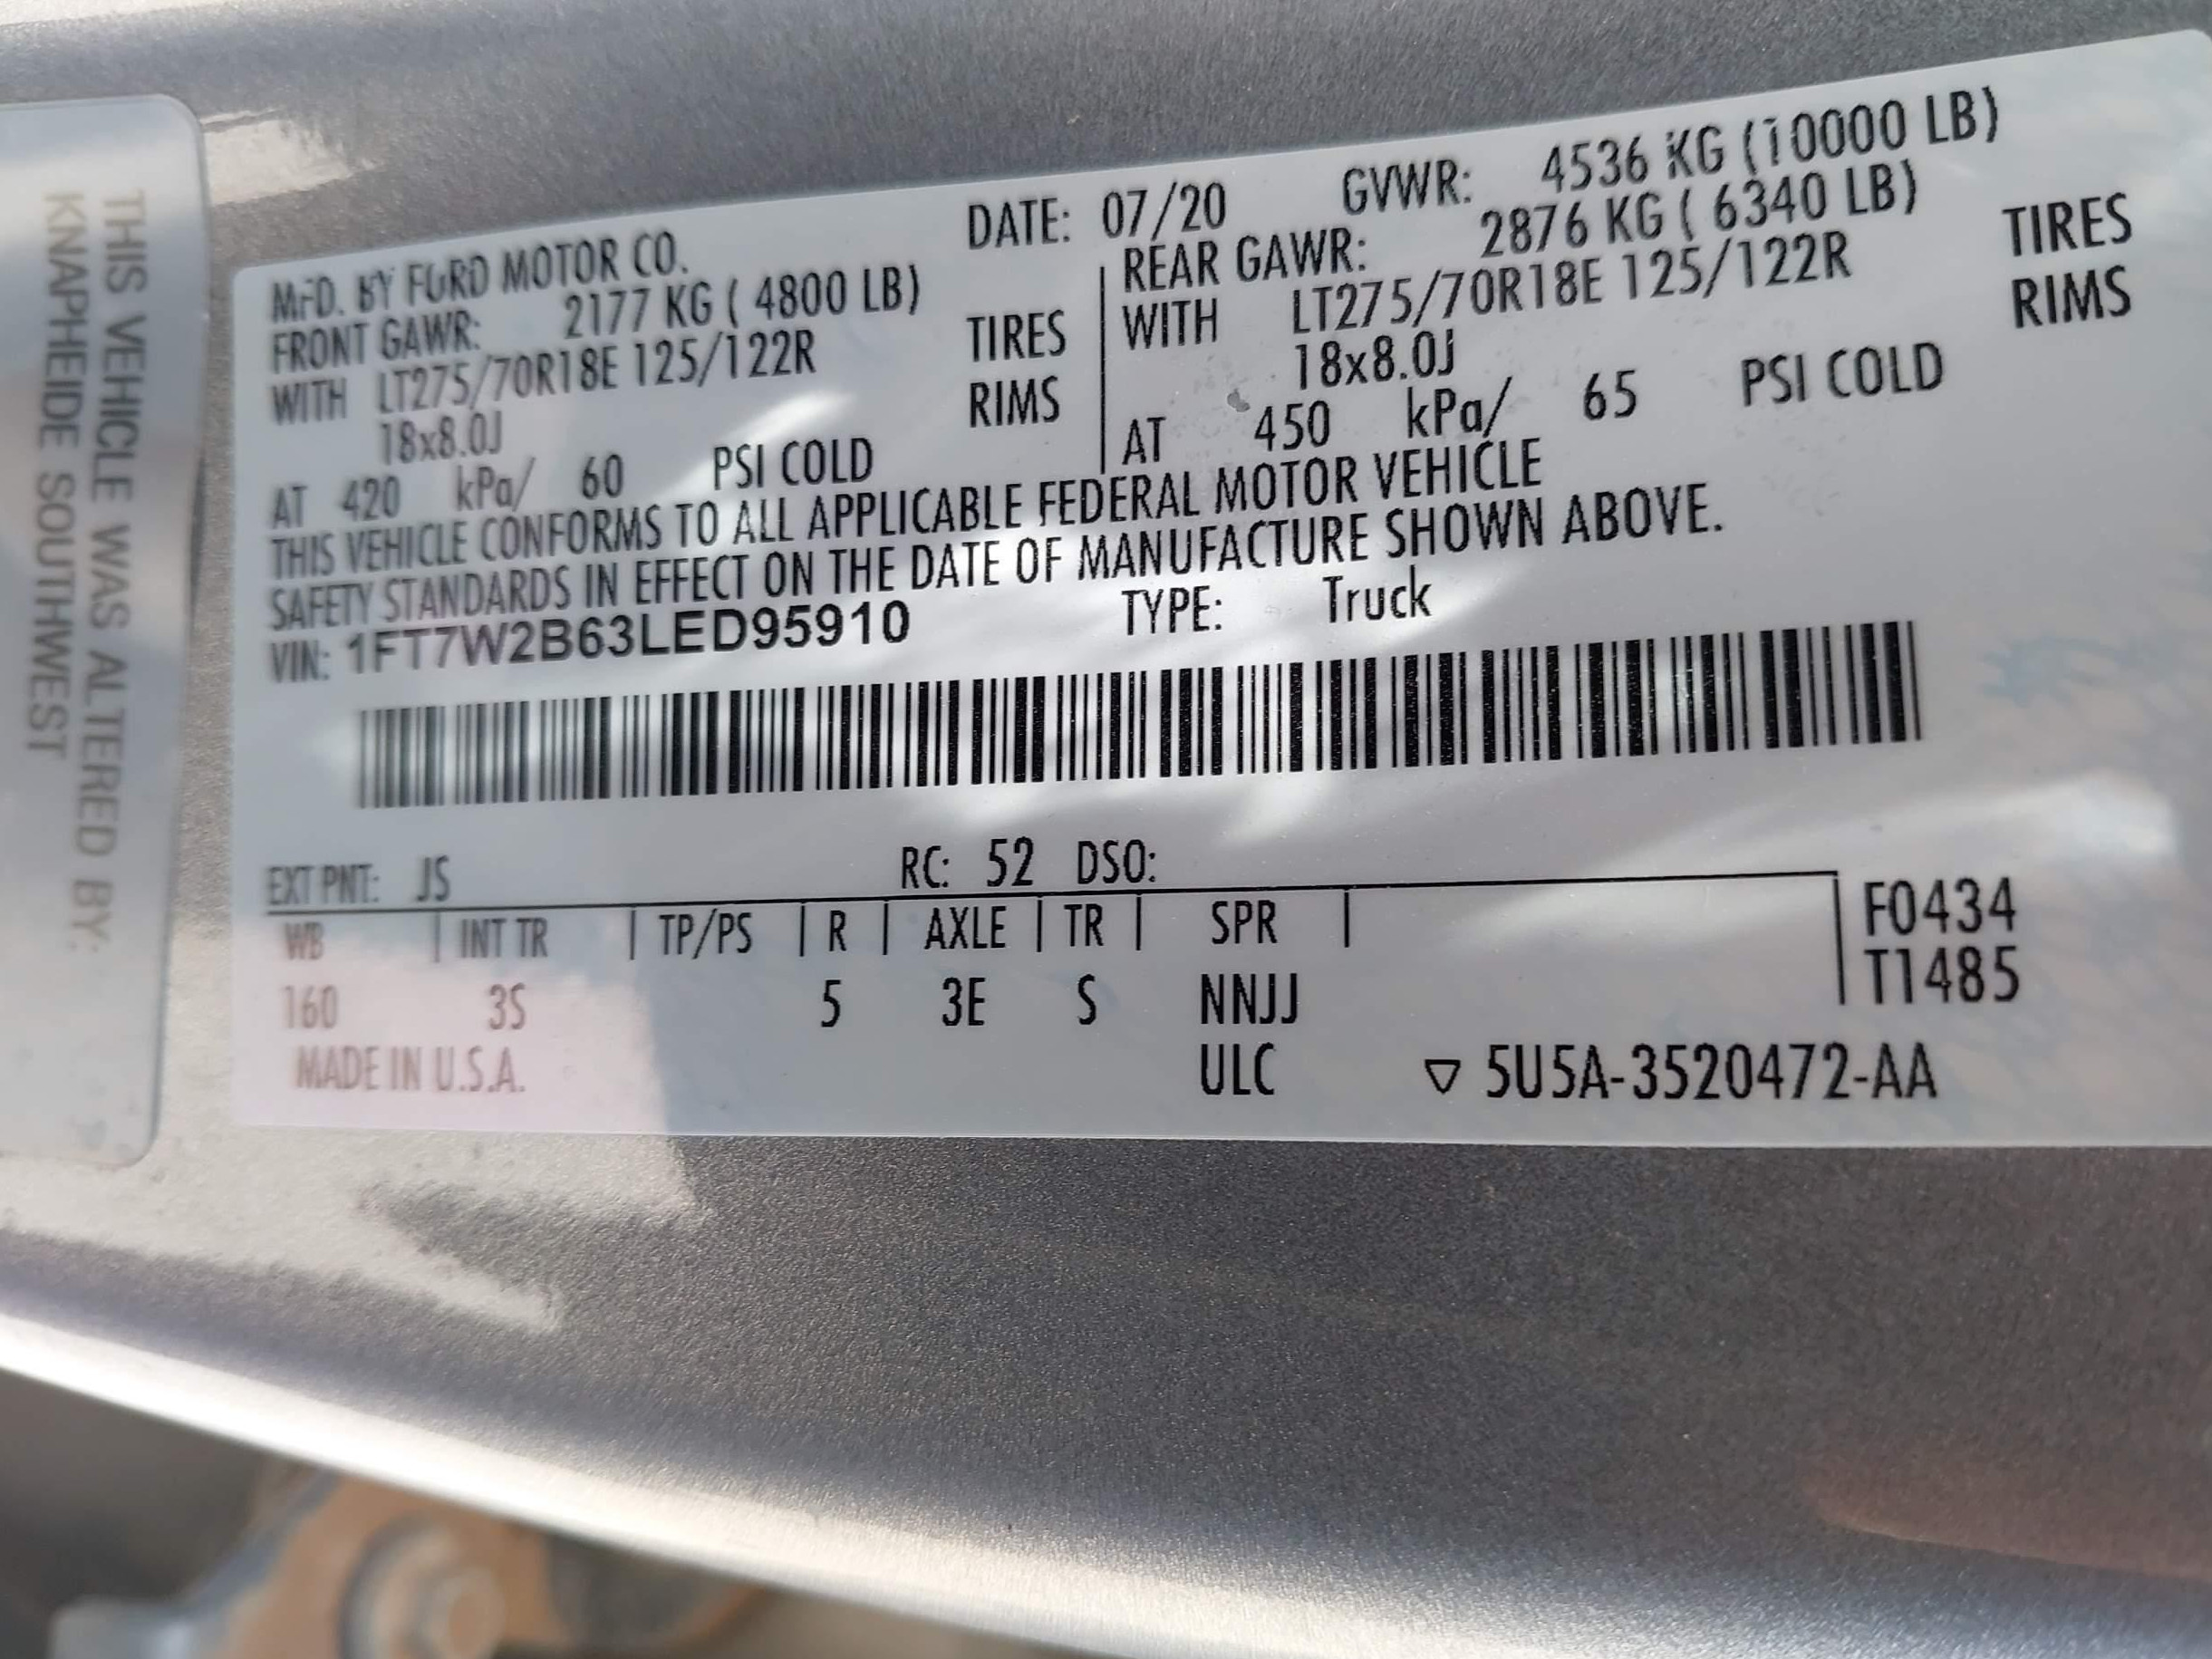 THIS VEHICLE WAS ALTERED BY:
KNAPHEIDE SOUTHWEST
MFD. BY FORD MOTOR CO. DATE: 07/20 GVWR: 4536 KG (10000 LB)
FRONT GAWR: 2177 KG ( 4800 LB) REAR GAWR: 2876 KG ( 6340 LB)
WITH LT275/70R18E 125/122R TIRES WITH LT275/70R18E 125/122R TIRES
18x8.0J RIMS 18x8.0J RIMS
AT 420 kPa/ 60 PSI COLD AT 450 kPa/ 65 PSI COLD
THIS VEHICLE CONFORMS TO ALL APPLICABLE FEDERAL MOTOR VEHICLE
SAFETY STANDARDS IN EFFECT ON THE DATE OF MANUFACTURE SHOWN ABOVE.
VIN: 1FT7W2B63LED95910 TYPE: Truck
EXT PNT: JS RC: 52 DSO:
WB | INT TR | TP/PS | R | AXLE | TR | SPR | F0434
160 3S 5 3E S NNJJ T1485
MADE IN U.S.A. ULC ▽ 5U5A-3520472-AA